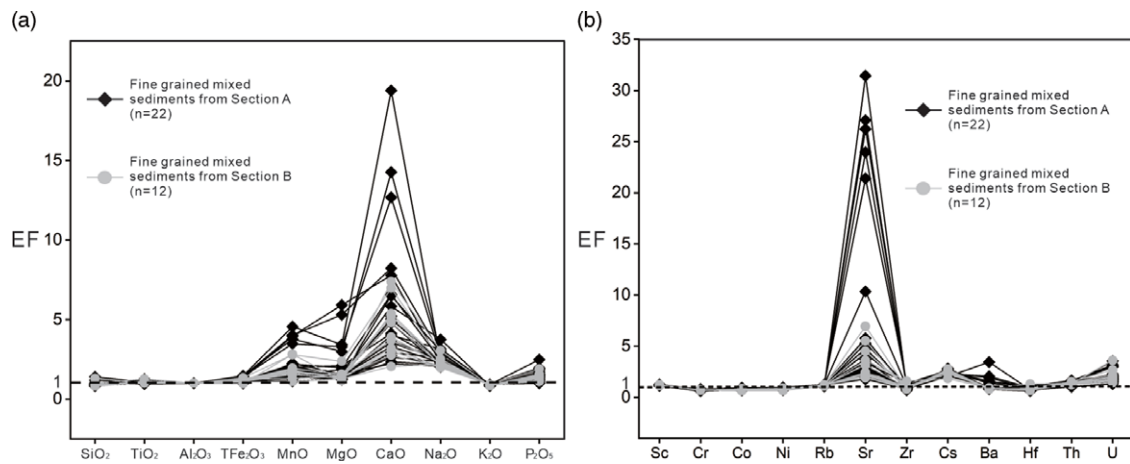 (a)
20
15
10
5
1
0
EF
Fine grained mixed
sediments from Section A
(n=22)
Fine grained mixed
sediments from Section B
(n=12)
SiO₂ TiO₂ Al₂O₃ TFe₂O₃ MnO MgO CaO Na₂O K₂O P₂O₅
(b)
35
30
25
20
15
10
5
1
0
EF
Fine grained mixed
sediments from Section A
(n=22)
Fine grained mixed
sediments from Section B
(n=12)
Sc Cr Co Ni Rb Sr Zr Cs Ba Hf Th U